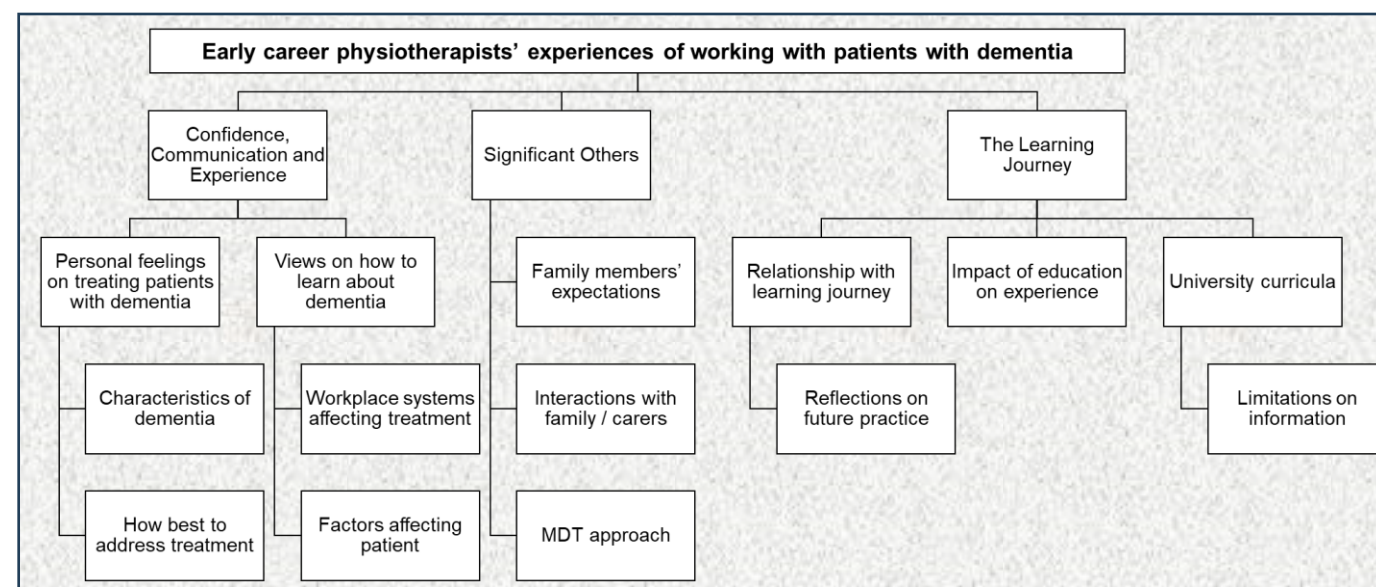 Early career physiotherapists’ experiences of working with patients with dementia
Confidence,
Communication and
Experience
Significant Others
The Learning
Journey
Personal feelings
on treating patients
with dementia
Views on how to
learn about
dementia
Family members’
expectations
Relationship with
learning journey
Impact of education
on experience
University curricula
Characteristics of
dementia
Workplace systems
affecting treatment
Interactions with
family / carers
Reflections on
future practice
Limitations on
information
How best to
address treatment
Factors affecting
patient
MDT approach